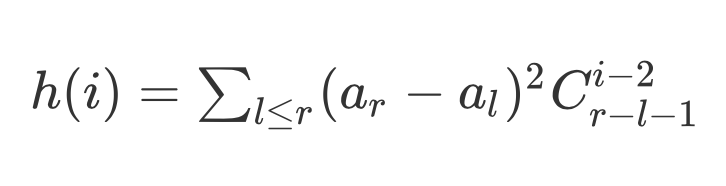 h(i) = ∑_{l≤r}(a_r − a_l)^2 C_{r−l−1}^{i−2}